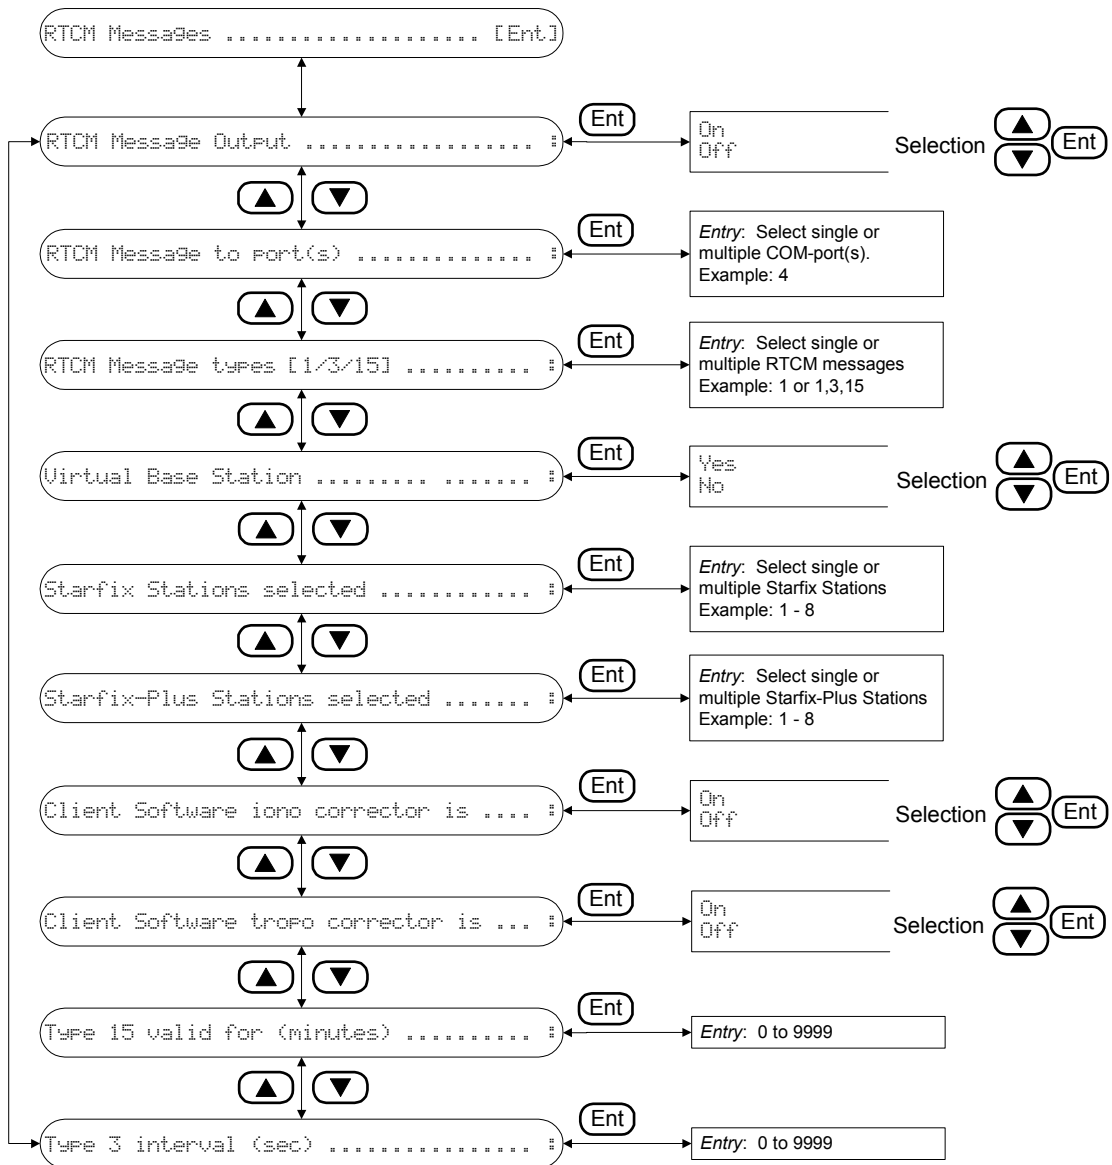 RTCM Messages .................... [Ent]
Ent
RTCM Message Output .................. :
On
Off
Selection
Ent
Ent
RTCM Message to port(s) .............. :
Entry: Select single or
multiple COM-port(s).
Example: 4
Ent
RTCM Message types [1/3/15] .......... :
Entry: Select single or
multiple RTCM messages
Example: 1 or 1,3,15
Ent
Virtual Base Station ......... ....... :
Yes
No
Selection
Ent
Ent
Starfix Stations selected ............ :
Entry: Select single or
multiple Starfix Stations
Example: 1 - 8
Ent
Starfix-Plus Stations selected ....... :
Entry: Select single or
multiple Starfix-Plus Stations
Example: 1 - 8
Ent
Client Software iono corrector is .... :
On
Off
Selection
Ent
Ent
Client Software tropo corrector is ... :
On
Off
Selection
Ent
Ent
Type 15 valid for (minutes) .......... :
Entry: 0 to 9999
Ent
Type 3 interval (sec) ................ :
Entry: 0 to 9999